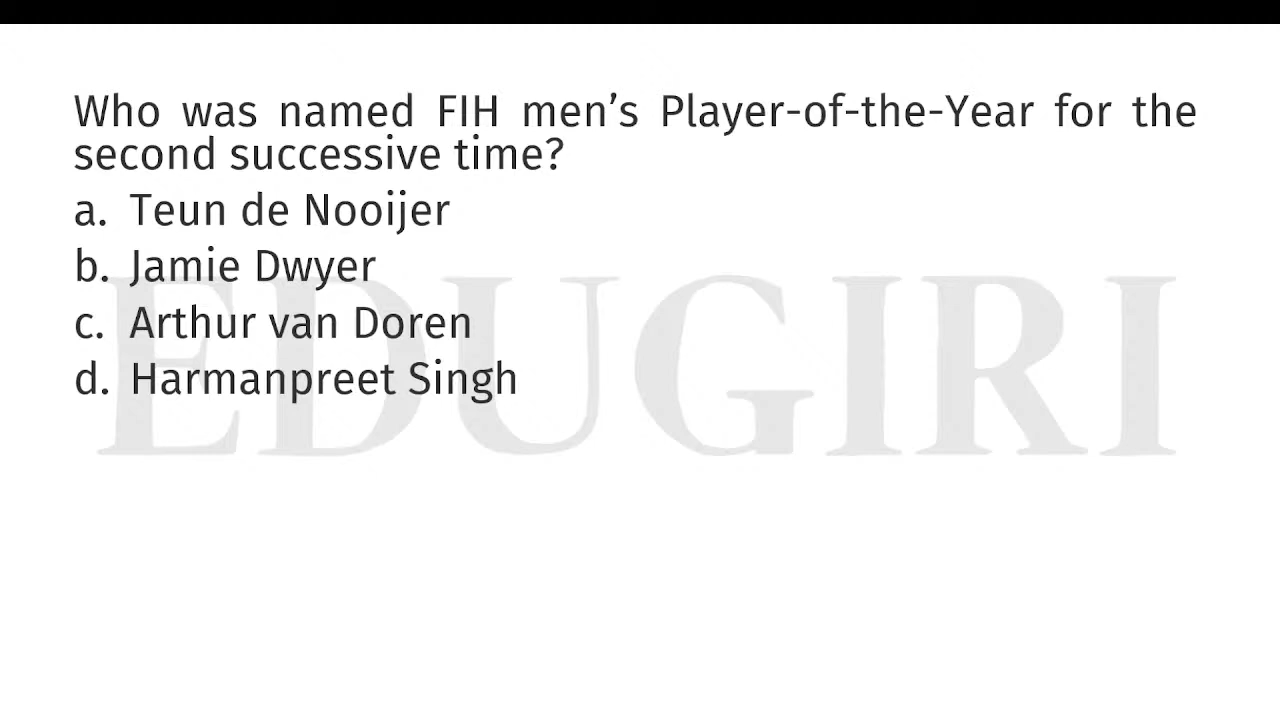 Who was named FIH men’s Player-of-the-Year for the
second successive time?
a. Teun de Nooijer
b. Jamie Dwyer
c. Arthur van Doren
d. Harmanpreet Singh
EDUGIRI